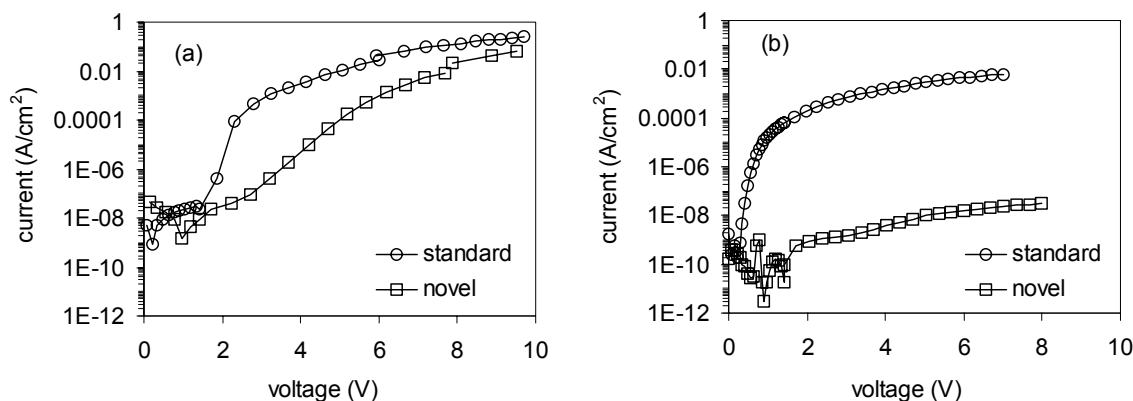 (a)
current (A/cm²)
1
0.01
0.0001
1E-06
1E-08
1E-10
1E-12
standard
novel
0 2 4 6 8 10
voltage (V)
(b)
current (A/cm²)
1
0.01
0.0001
1E-06
1E-08
1E-10
1E-12
standard
novel
0 2 4 6 8 10
voltage (V)